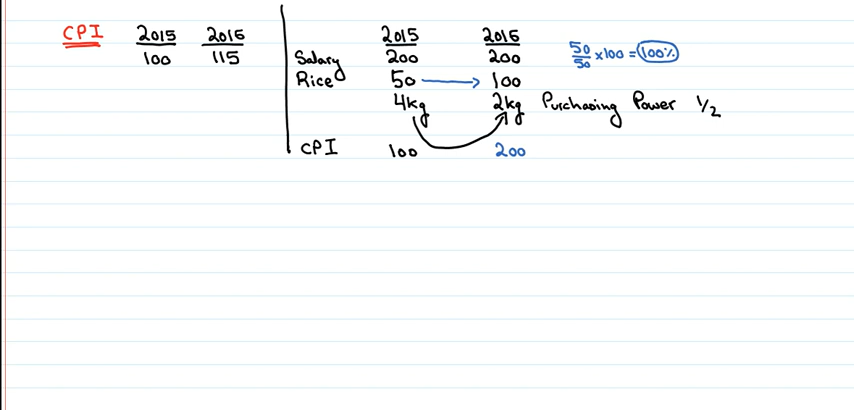 CPI 2015 2016
100 115
2015 2016
Salary 200 200 50/50 x 100 = 100%
Rice 50 → 100
4kg 2kg Purchasing Power 1/2
CPI 100 200